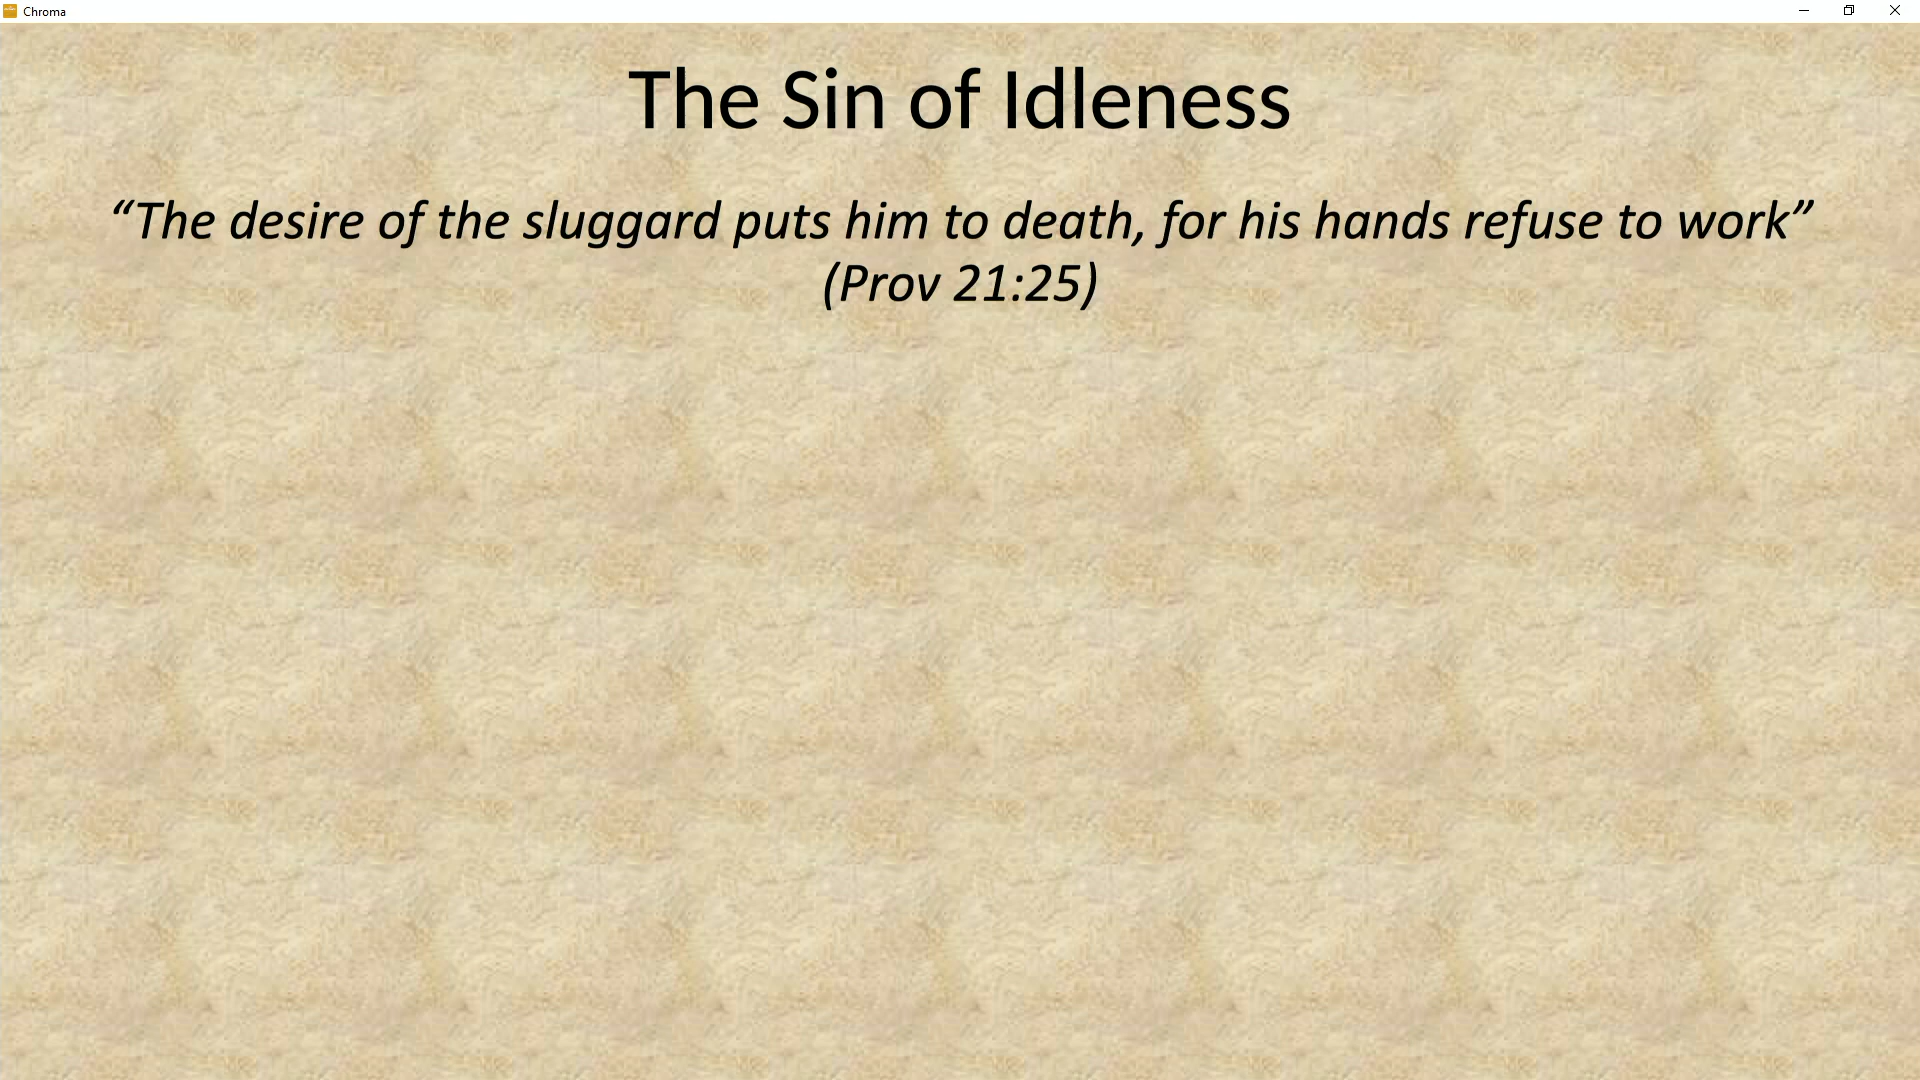 Chroma
The Sin of Idleness
“The desire of the sluggard puts him to death, for his hands refuse to work”
(Prov 21:25)